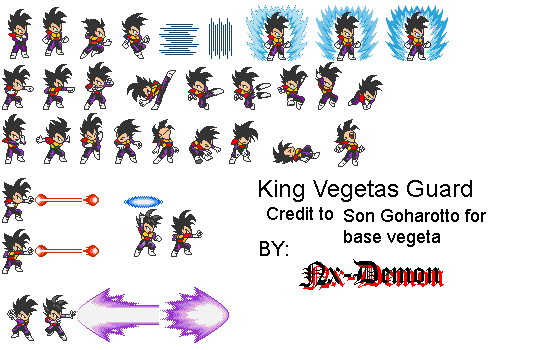 King Vegetas Guard
Credit to Son Goharotto for
base vegeta
BY:
Nx-Demon